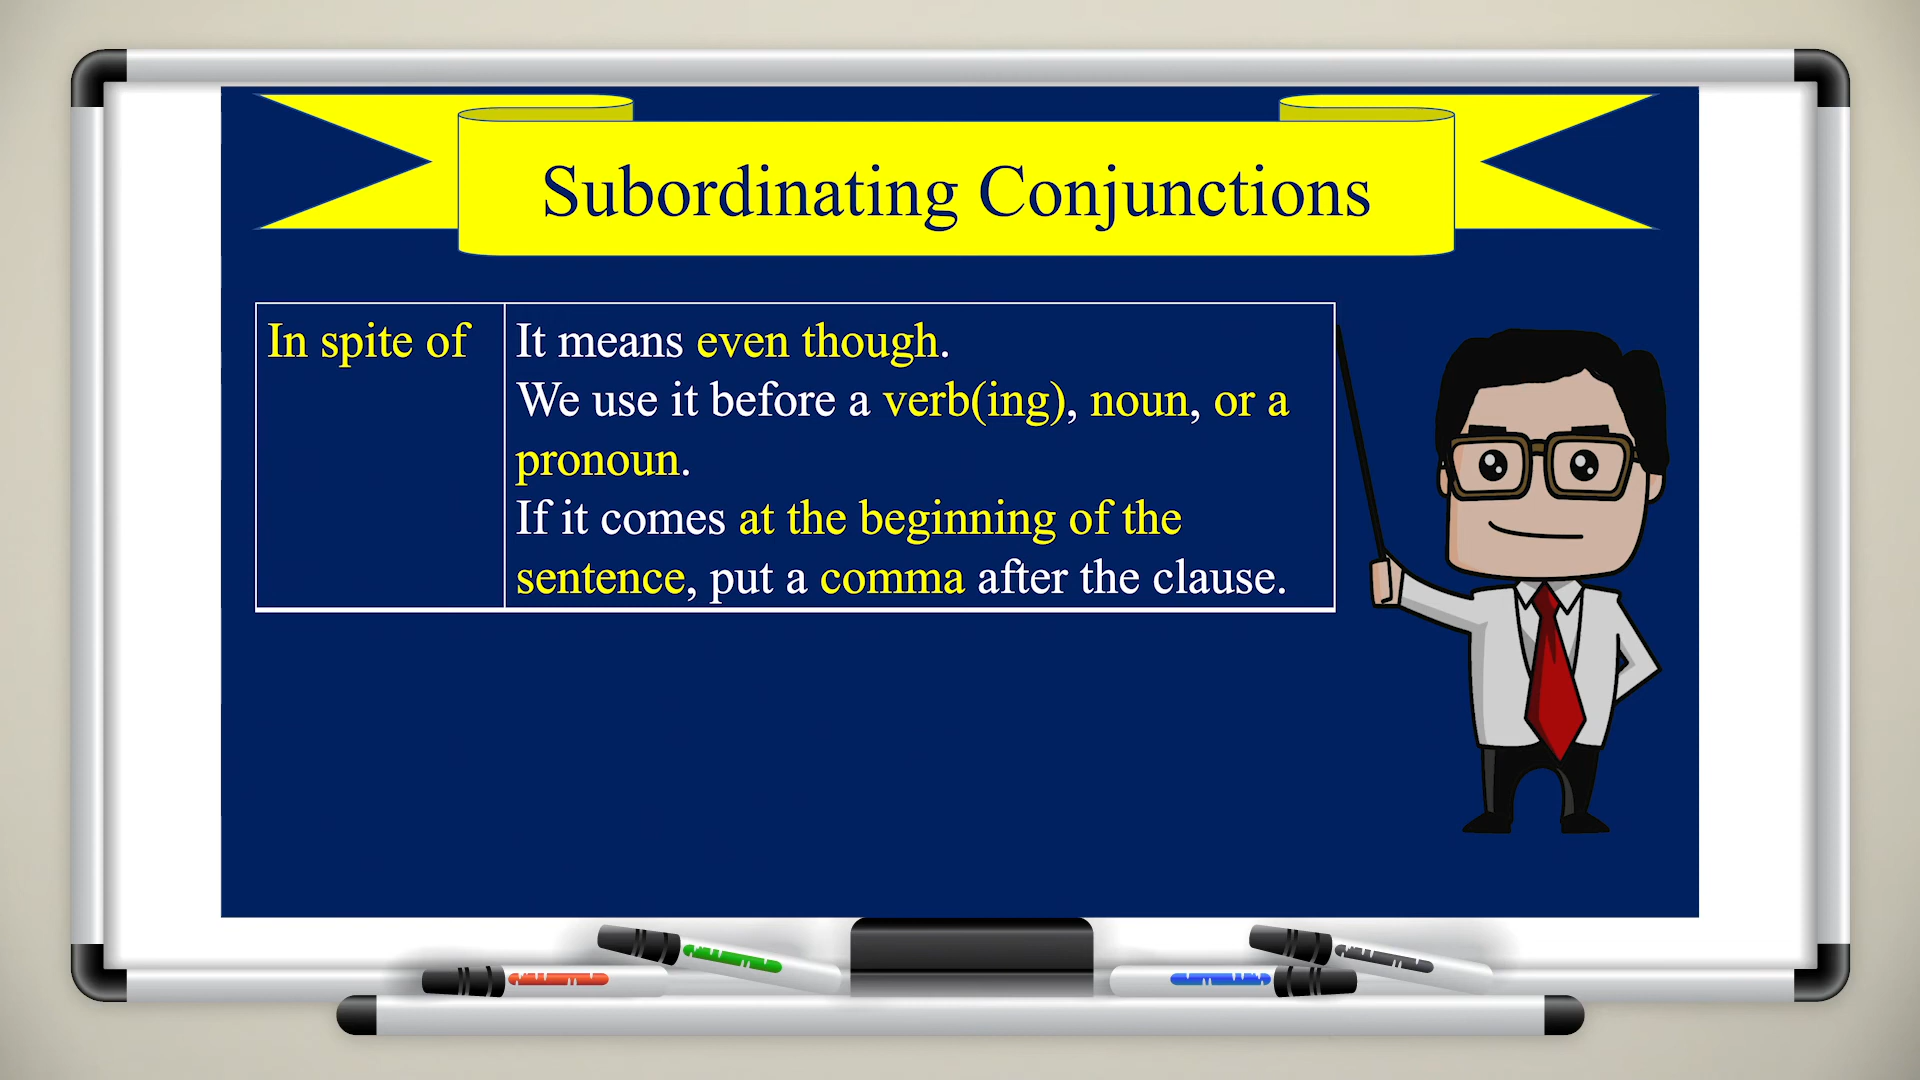 Subordinating Conjunctions
In spite of
It means even though.
We use it before a verb(ing), noun, or a
pronoun.
If it comes at the beginning of the
sentence, put a comma after the clause.